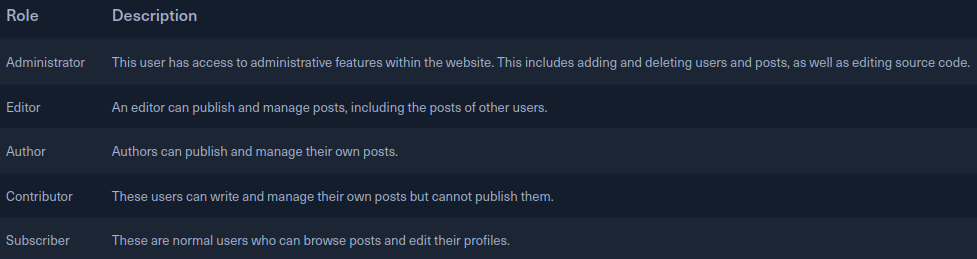 Role Description
Administrator This user has access to administrative features within the website. This includes adding and deleting users and posts, as well as editing source code.
Editor An editor can publish and manage posts, including the posts of other users.
Author Authors can publish and manage their own posts.
Contributor These users can write and manage their own posts but cannot publish them.
Subscriber These are normal users who can browse posts and edit their profiles.